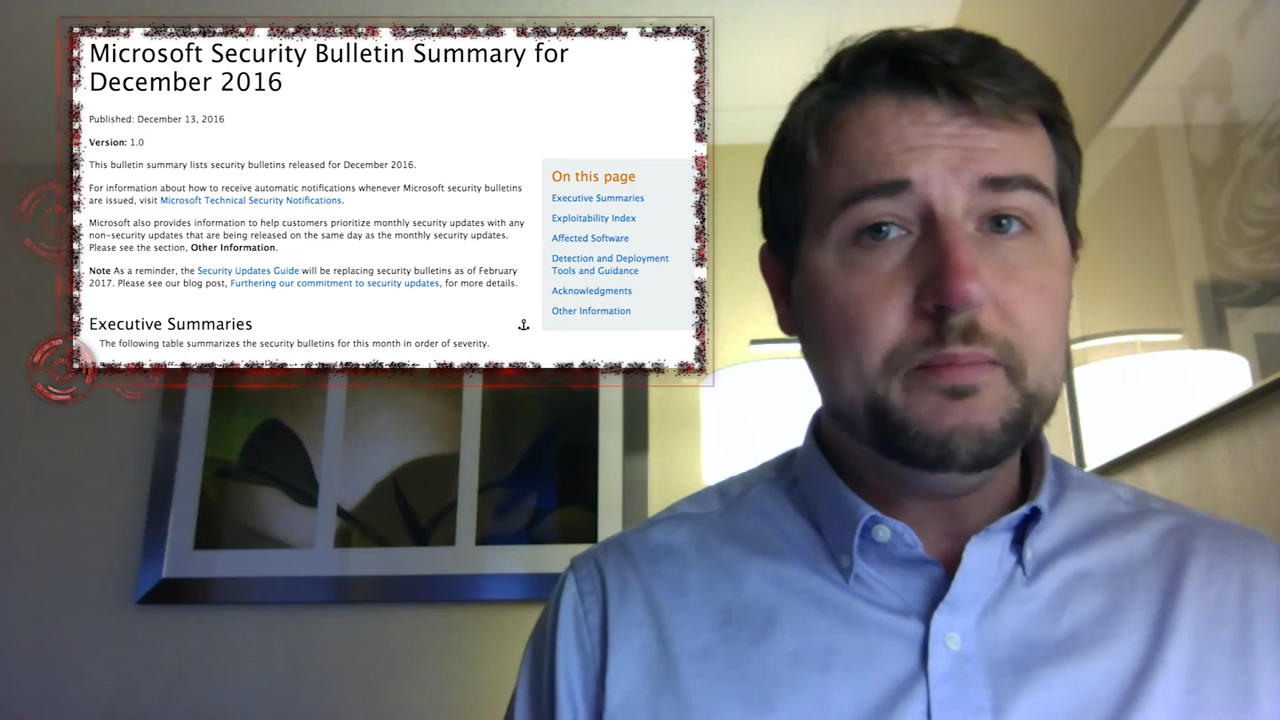 Microsoft Security Bulletin Summary for
December 2016
Published: December 13, 2016
Version: 1.0
This bulletin summary lists security bulletins released for December 2016.
For information about how to receive automatic notifications whenever Microsoft security bulletins
are issued, visit Microsoft Technical Security Notifications.
Microsoft also provides information to help customers prioritize monthly security updates with any
non-security updates that are being released on the same day as the monthly security updates.
Please see the section, Other Information.
Note As a reminder, the Security Updates Guide will be replacing security bulletins as of February
2017. Please see our blog post, Furthering our commitment to security updates, for more details.
On this page
Executive Summaries
Exploitability Index
Affected Software
Detection and Deployment
Tools and Guidance
Acknowledgments
Other Information
Executive Summaries
The following table summarizes the security bulletins for this month in order of severity.